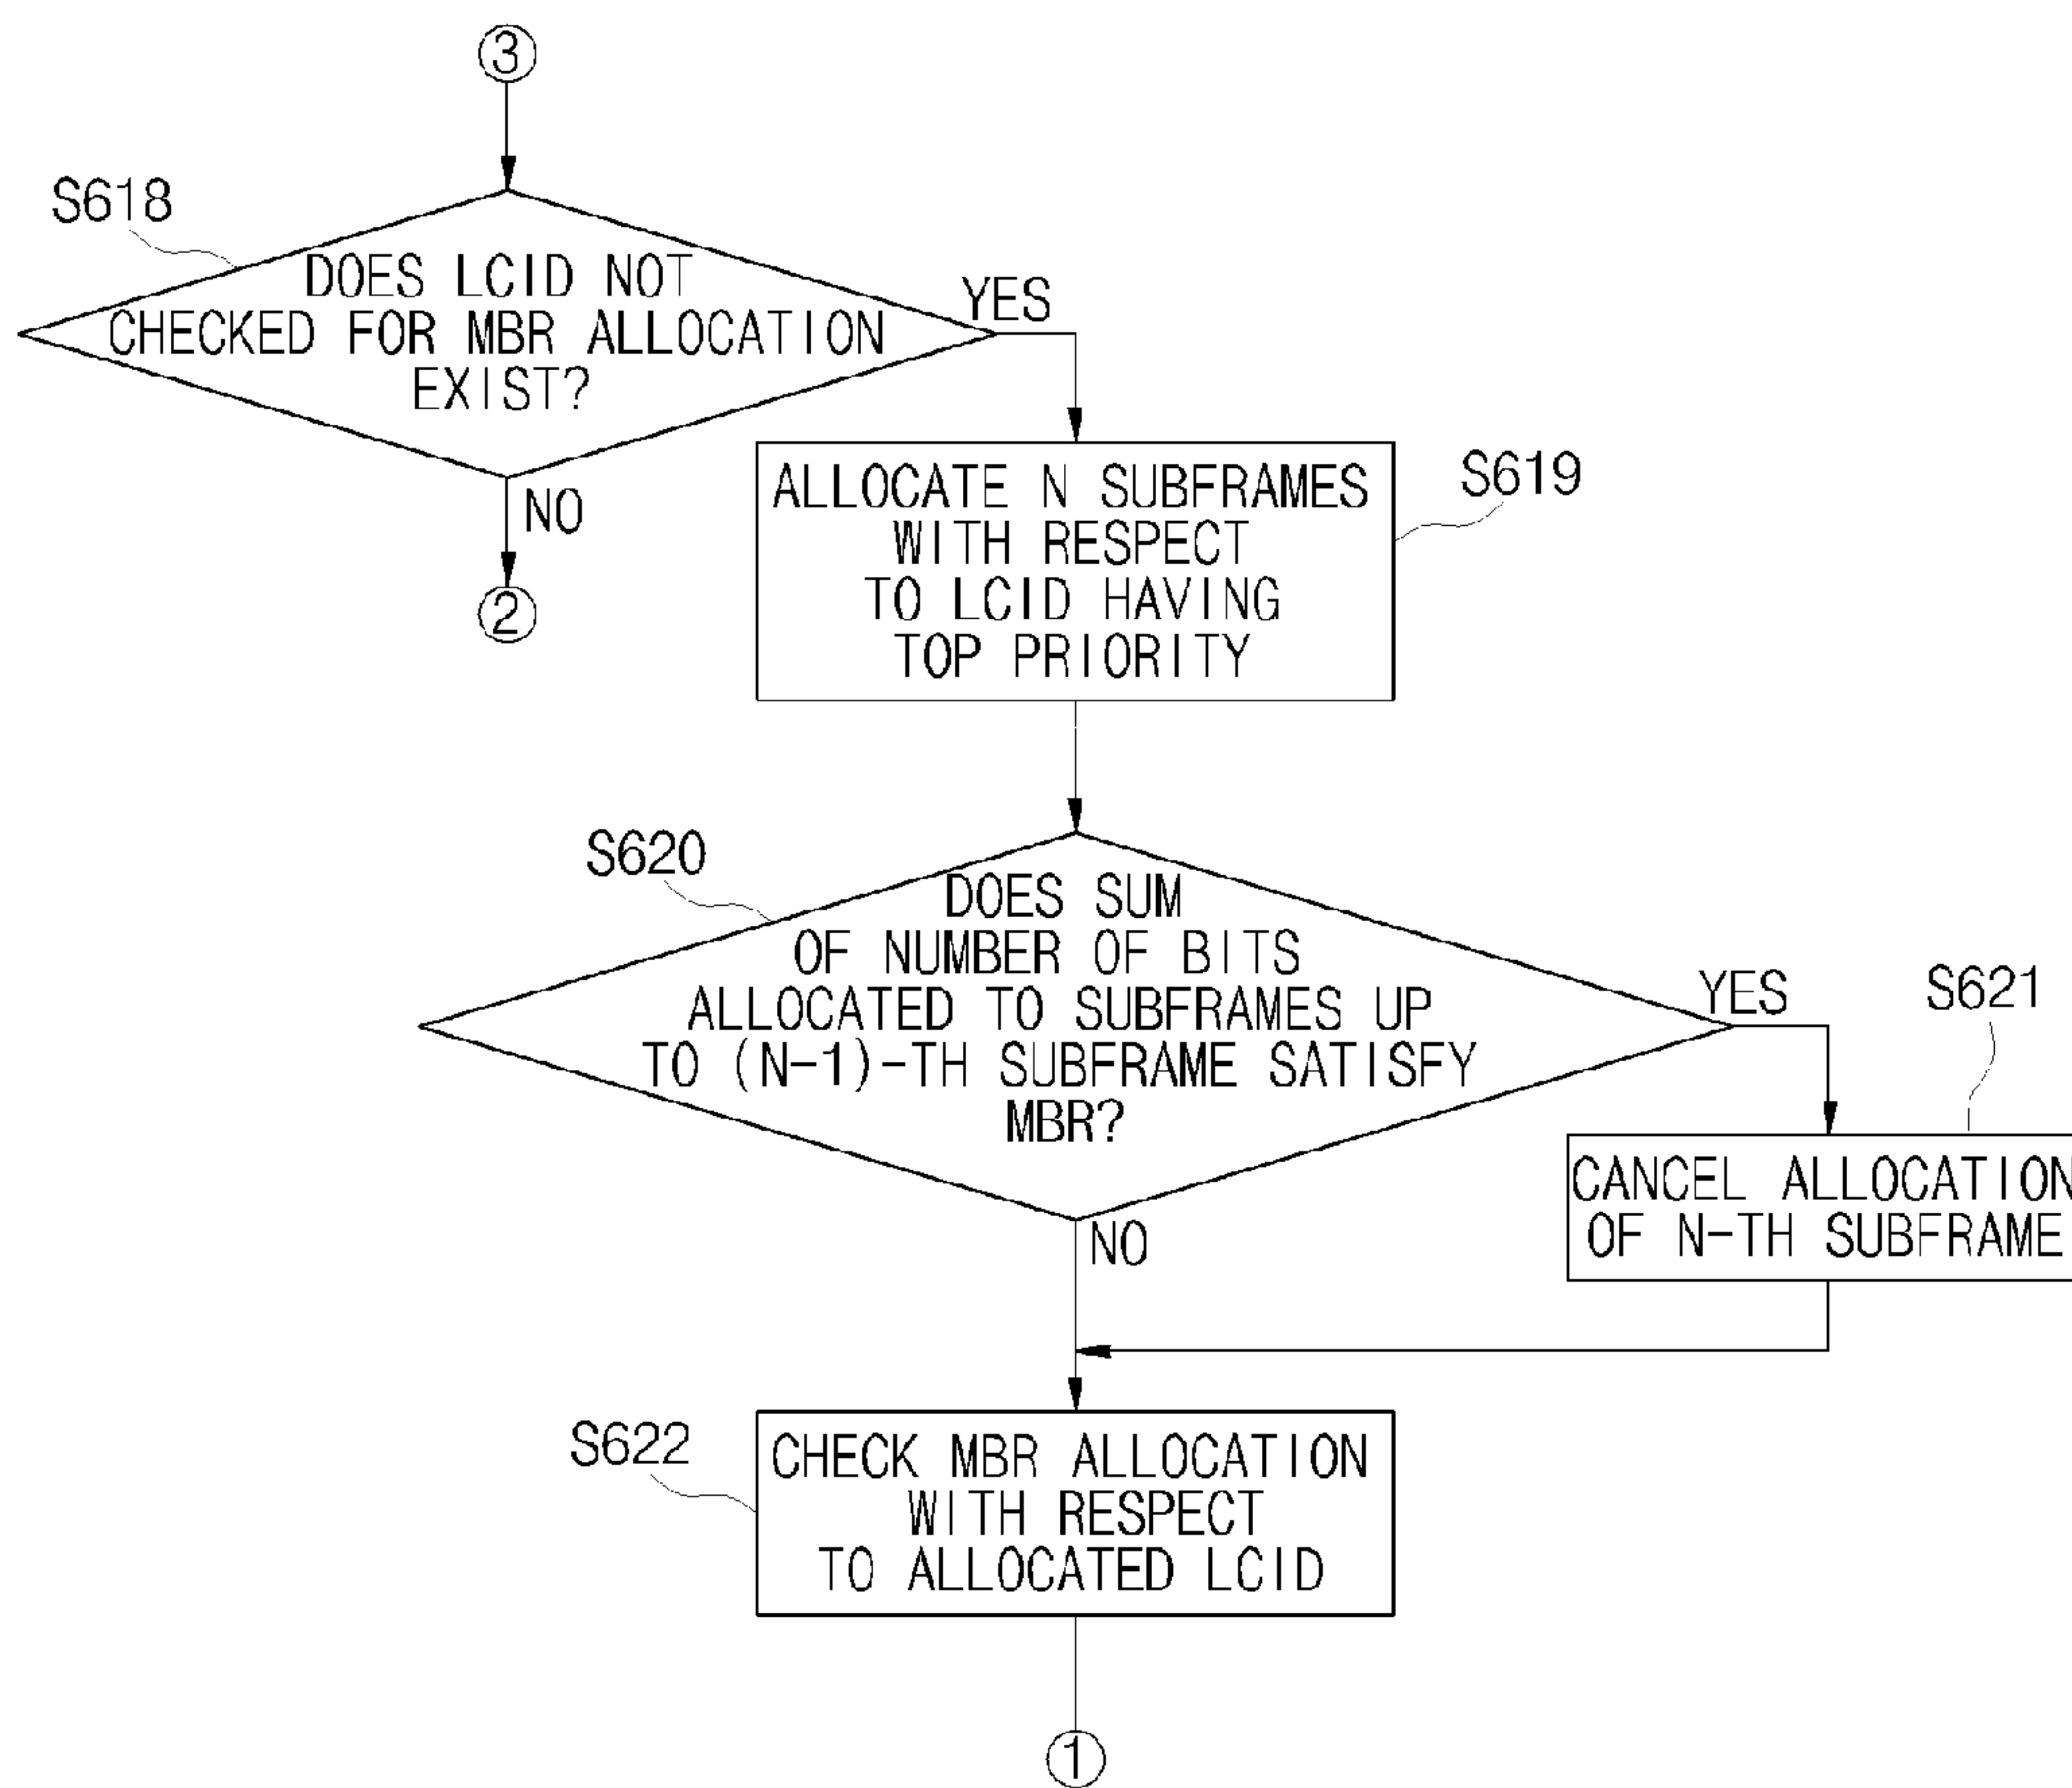 ③
S618
DOES LCID NOT
CHECKED FOR MBR ALLOCATION
EXIST?
YES
NO
②
ALLOCATE N SUBFRAMES
WITH RESPECT
TO LCID HAVING
TOP PRIORITY
S619
S620
DOES SUM
OF NUMBER OF BITS
ALLOCATED TO SUBFRAMES UP
TO (N-1)-TH SUBFRAME SATISFY
MBR?
YES
S621
CANCEL ALLOCATION
OF N-TH SUBFRAME
NO
S622
CHECK MBR ALLOCATION
WITH RESPECT
TO ALLOCATED LCID
①